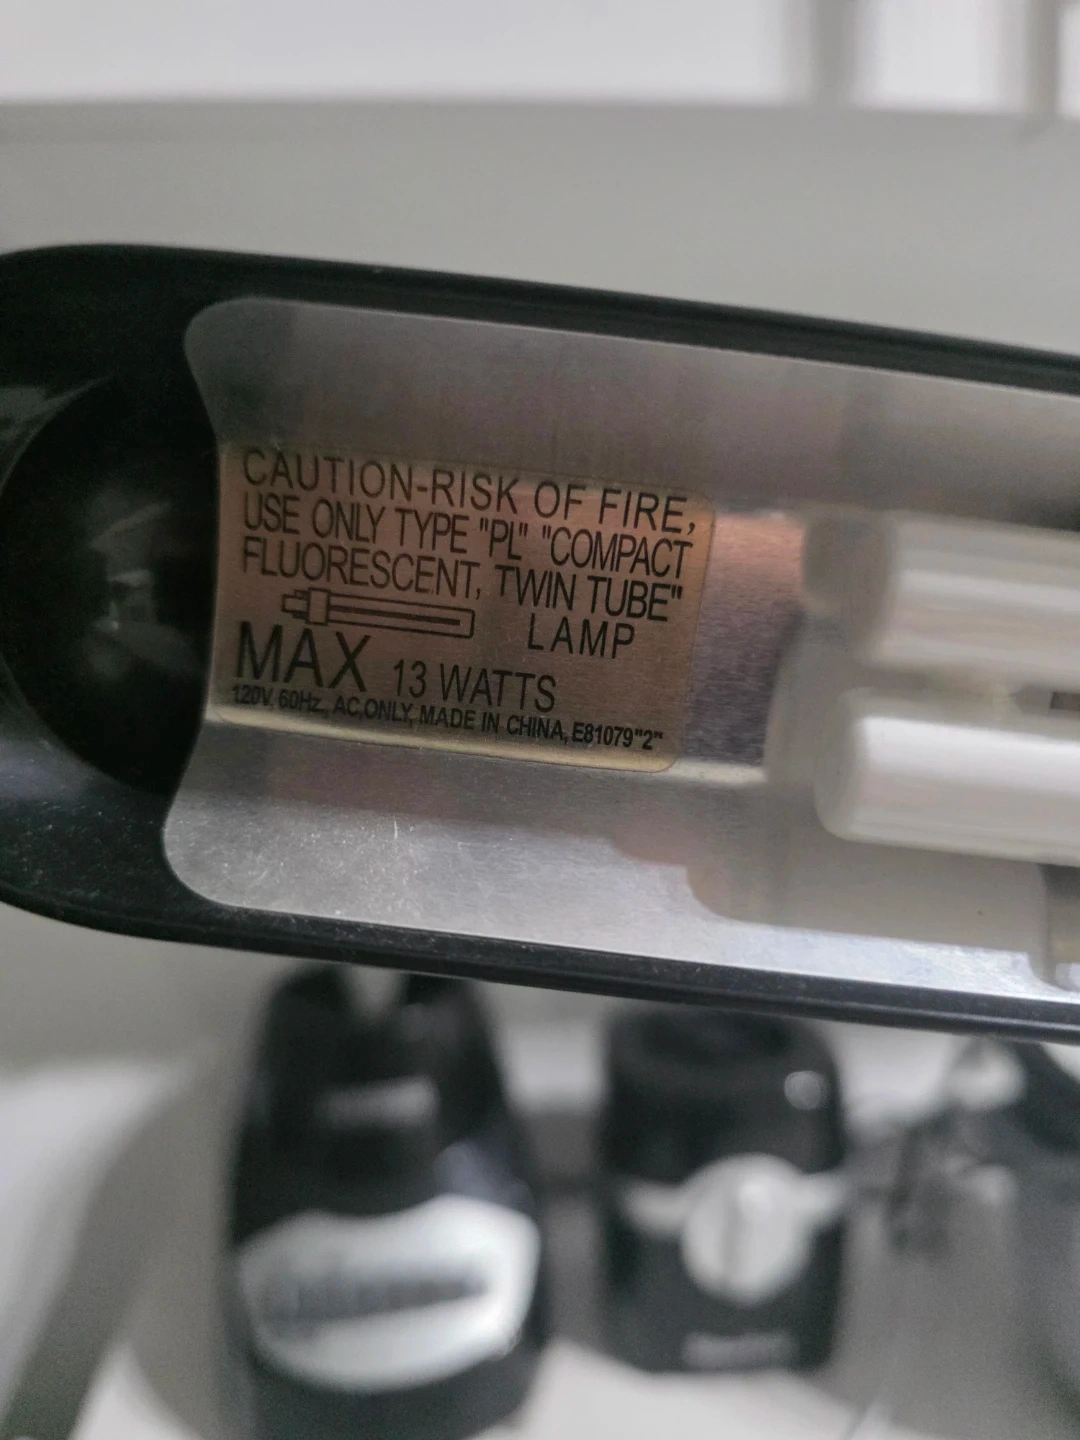 CAUTION-RISK OF FIRE,
USE ONLY TYPE "PL" "COMPACT
FLUORESCENT, TWIN TUBE"
LAMP
MAX 13 WATTS
120V, 60Hz., AC,ONLY, MADE IN CHINA, E81079"2"